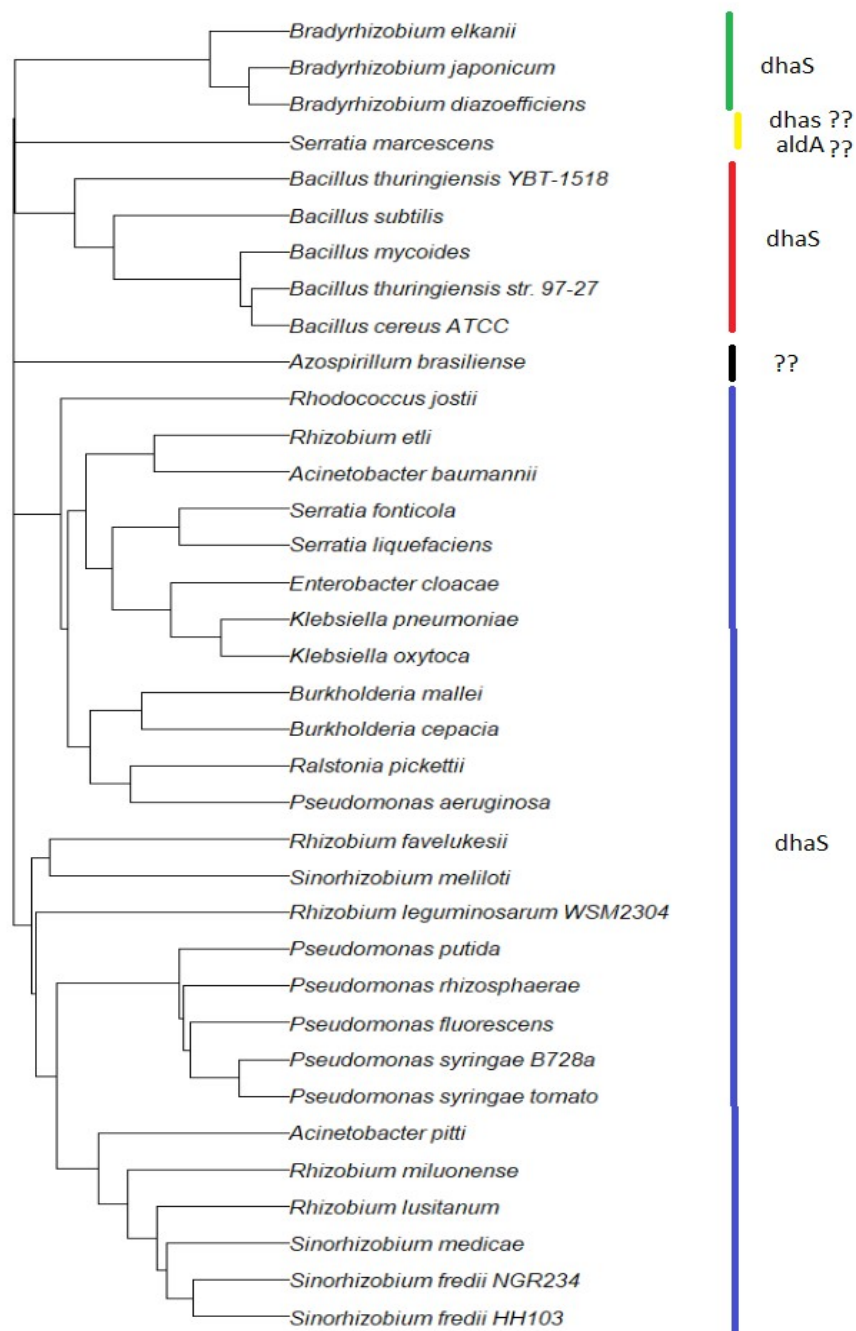 Bradyrhizobium elkanii
Bradyrhizobium japonicum
dhaS
Bradyrhizobium diazoefficiens
dhas ??
Serratia marcescens
aldA ??
Bacillus thuringiensis YBT-1518
Bacillus subtilis
dhaS
Bacillus mycoides
Bacillus thuringiensis str. 97-27
Bacillus cereus ATCC
Azospirillum brasiliense
??
Rhodococcus jostii
Rhizobium etli
Acinetobacter baumannii
Serratia fonticola
Serratia liquefaciens
Enterobacter cloacae
Klebsiella pneumoniae
Klebsiella oxytoca
Burkholderia mallei
Burkholderia cepacia
Ralstonia pickettii
Pseudomonas aeruginosa
Rhizobium favelukesii
dhaS
Sinorhizobium meliloti
Rhizobium leguminosarum WSM2304
Pseudomonas putida
Pseudomonas rhizosphaerae
Pseudomonas fluorescens
Pseudomonas syringae B728a
Pseudomonas syringae tomato
Acinetobacter pitti
Rhizobium miluonense
Rhizobium lusitanum
Sinorhizobium medicae
Sinorhizobium fredii NGR234
Sinorhizobium fredii HH103